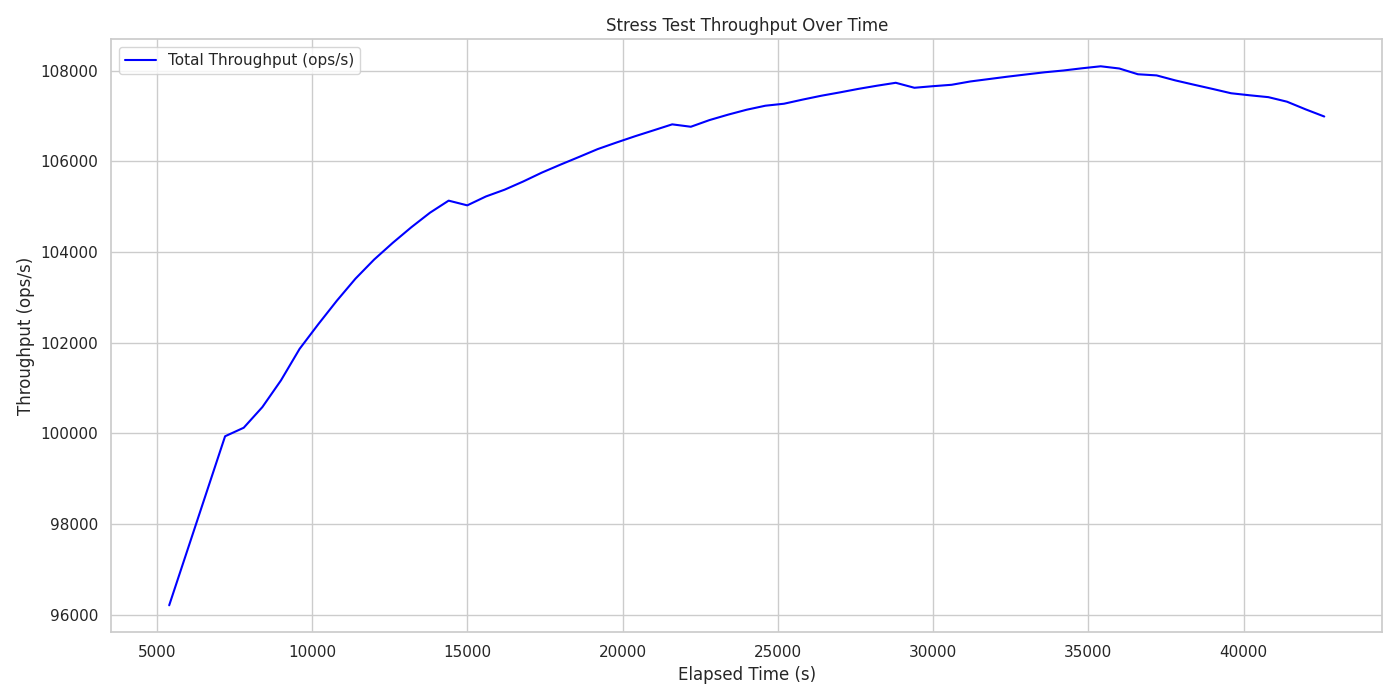 Stress Test Throughput Over Time
Total Throughput (ops/s)
Throughput (ops/s)
108000
106000
104000
102000
100000
98000
96000
5000 10000 15000 20000 25000 30000 35000 40000
Elapsed Time (s)